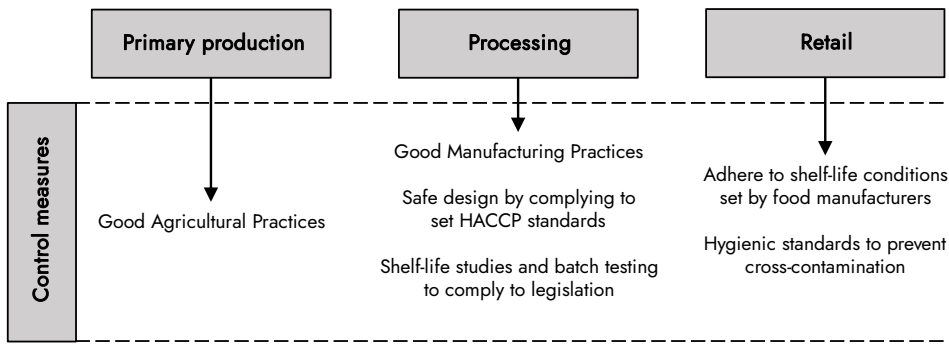 Primary production
Processing
Retail
Control measures
Good Agricultural Practices
Good Manufacturing Practices
Safe design by complying to
set HACCP standards
Shelf-life studies and batch testing
to comply to legislation
Adhere to shelf-life conditions
set by food manufacturers
Hygienic standards to prevent
cross-contamination